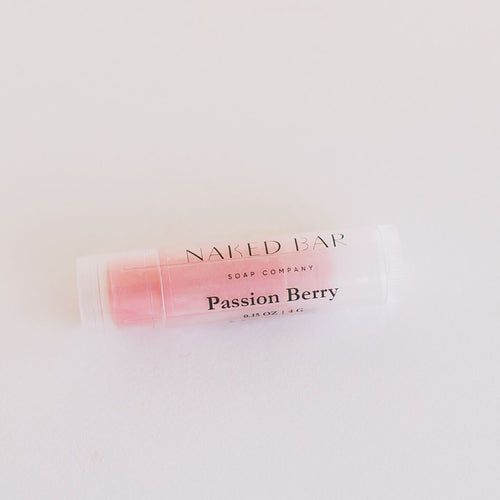 NAKED BAR
SOAP COMPANY
Passion Berry
0.15 OZ | 4 G